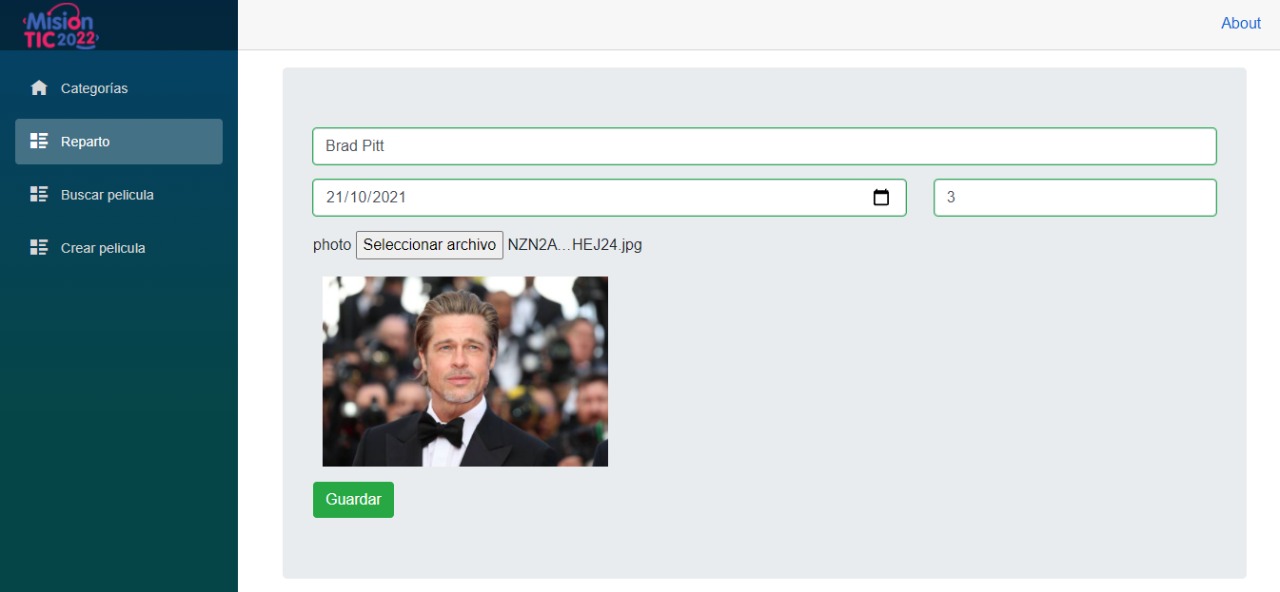 Misión
TIC 2022
About
Categorías
Reparto
Buscar pelicula
Crear pelicula
Brad Pitt
21/10/2021
3
photo Seleccionar archivo NZN2A…HEJ24.jpg
Guardar